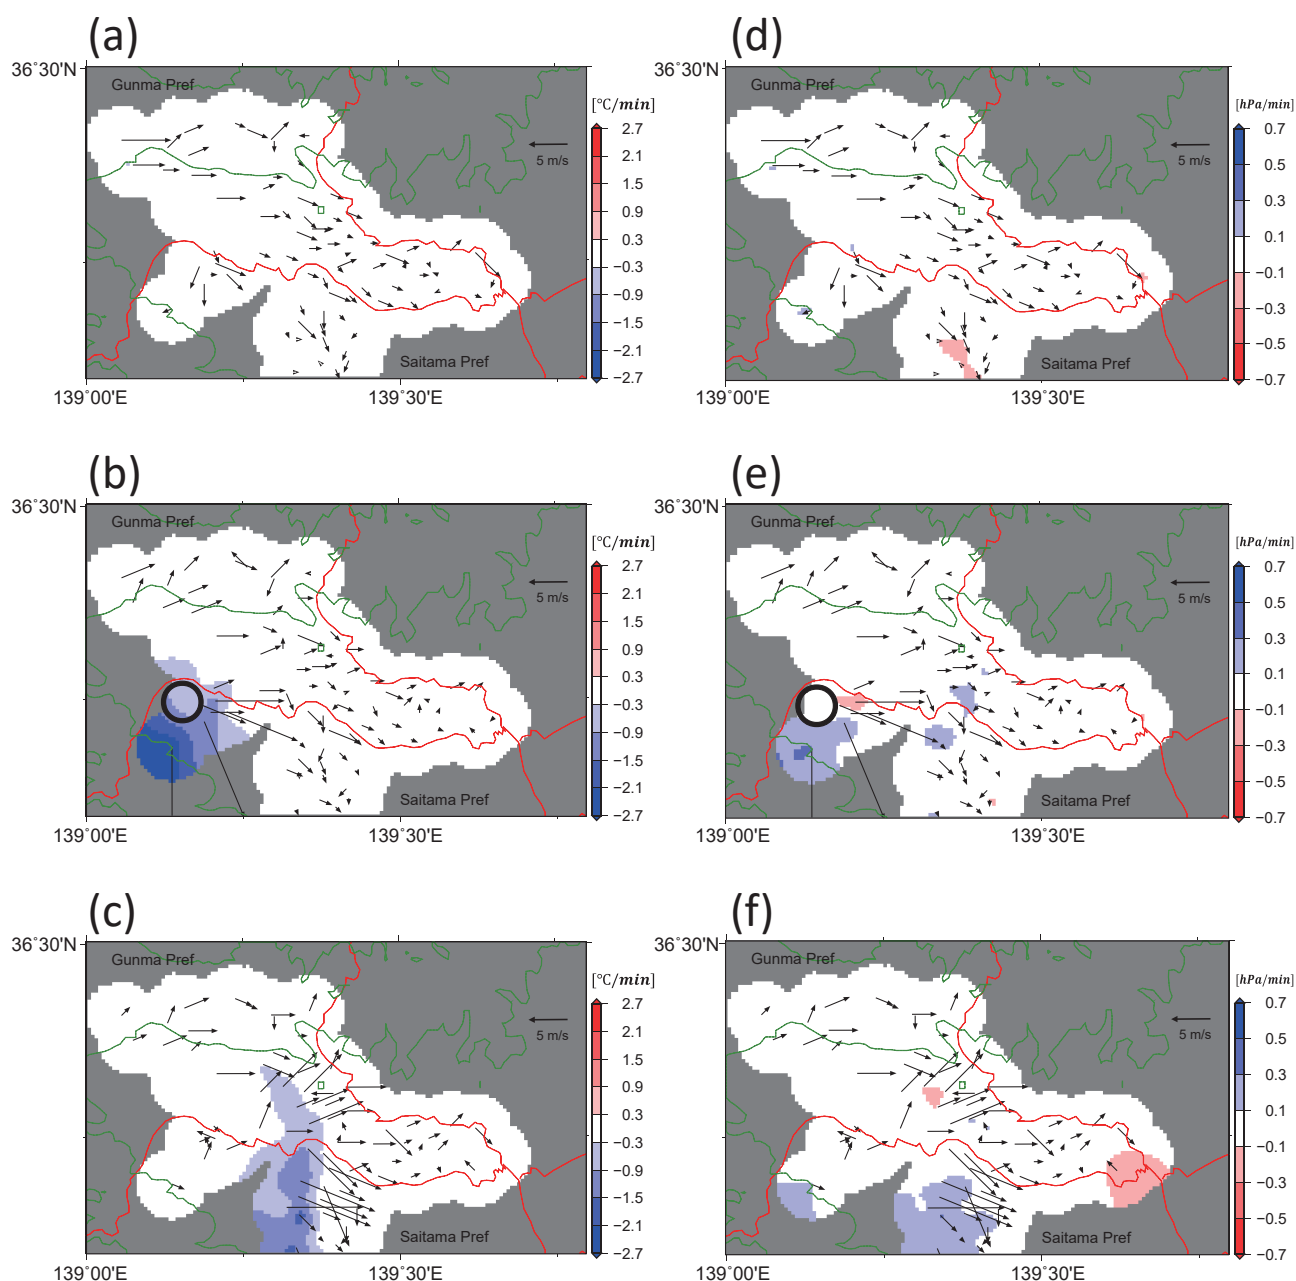 (a)
36°30'N
Gunma Pref
[°C/min]
2.7
2.1
1.5
0.9
0.3
−0.3
−0.9
−1.5
−2.1
−2.7
5 m/s
Saitama Pref
139°00'E
139°30'E
(d)
Gunma Pref
[hPa/min]
0.7
0.5
0.3
0.1
−0.1
−0.3
−0.5
−0.7
5 m/s
Saitama Pref
139°00'E
139°30'E
(b)
36°30'N
Gunma Pref
[°C/min]
2.7
2.1
1.5
0.9
0.3
−0.3
−0.9
−1.5
−2.1
−2.7
5 m/s
Saitama Pref
139°00'E
139°30'E
(e)
Gunma Pref
[hPa/min]
0.7
0.5
0.3
0.1
−0.1
−0.3
−0.5
−0.7
5 m/s
Saitama Pref
139°00'E
139°30'E
(c)
36°30'N
Gunma Pref
[°C/min]
2.7
2.1
1.5
0.9
0.3
−0.3
−0.9
−1.5
−2.1
−2.7
5 m/s
Saitama Pref
139°00'E
139°30'E
(f)
Gunma Pref
[hPa/min]
0.7
0.5
0.3
0.1
−0.1
−0.3
−0.5
−0.7
5 m/s
Saitama Pref
139°00'E
139°30'E